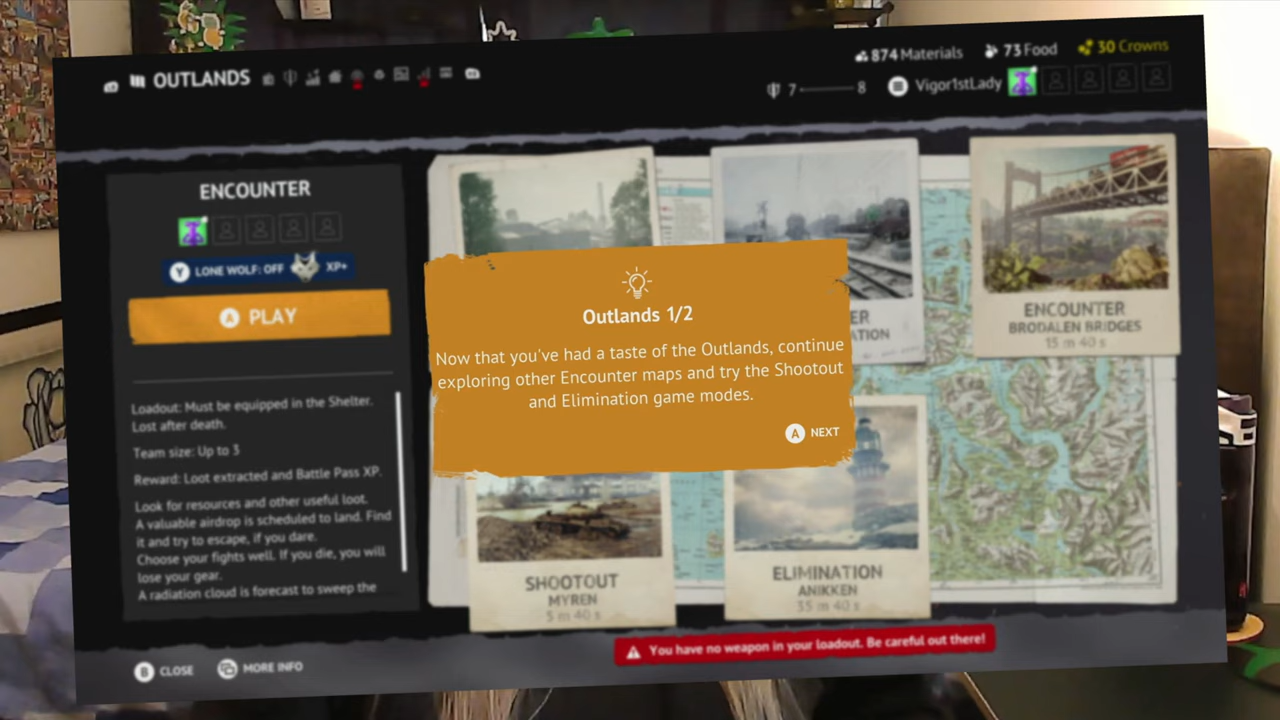 OUTLANDS
874 Materials
73 Food
30 Crowns
7
8
Vigor1stLady
ENCOUNTER
Y LONE WOLF: OFF XP+
A PLAY
Loadout: Must be equipped in the Shelter.
Lost after death.
Team size: Up to 3
Reward: Loot extracted and Battle Pass XP.
Look for resources and other useful loot.
A valuable airdrop is scheduled to land. Find
it and try to escape, if you dare.
Choose your fights well. If you die, you will
lose your gear.
A radiation cloud is forecast to sweep the
Outlands 1/2
Now that you've had a taste of the Outlands, continue
exploring other Encounter maps and try the Shootout
and Elimination game modes.
A NEXT
ER
ATION
ENCOUNTER
BRODALEN BRIDGES
15 m 40 s
SHOOTOUT
MYREN
5 m 40 s
ELIMINATION
ANIKKEN
35 m 40 s
You have no weapon in your loadout. Be careful out there!
B CLOSE
MORE INFO